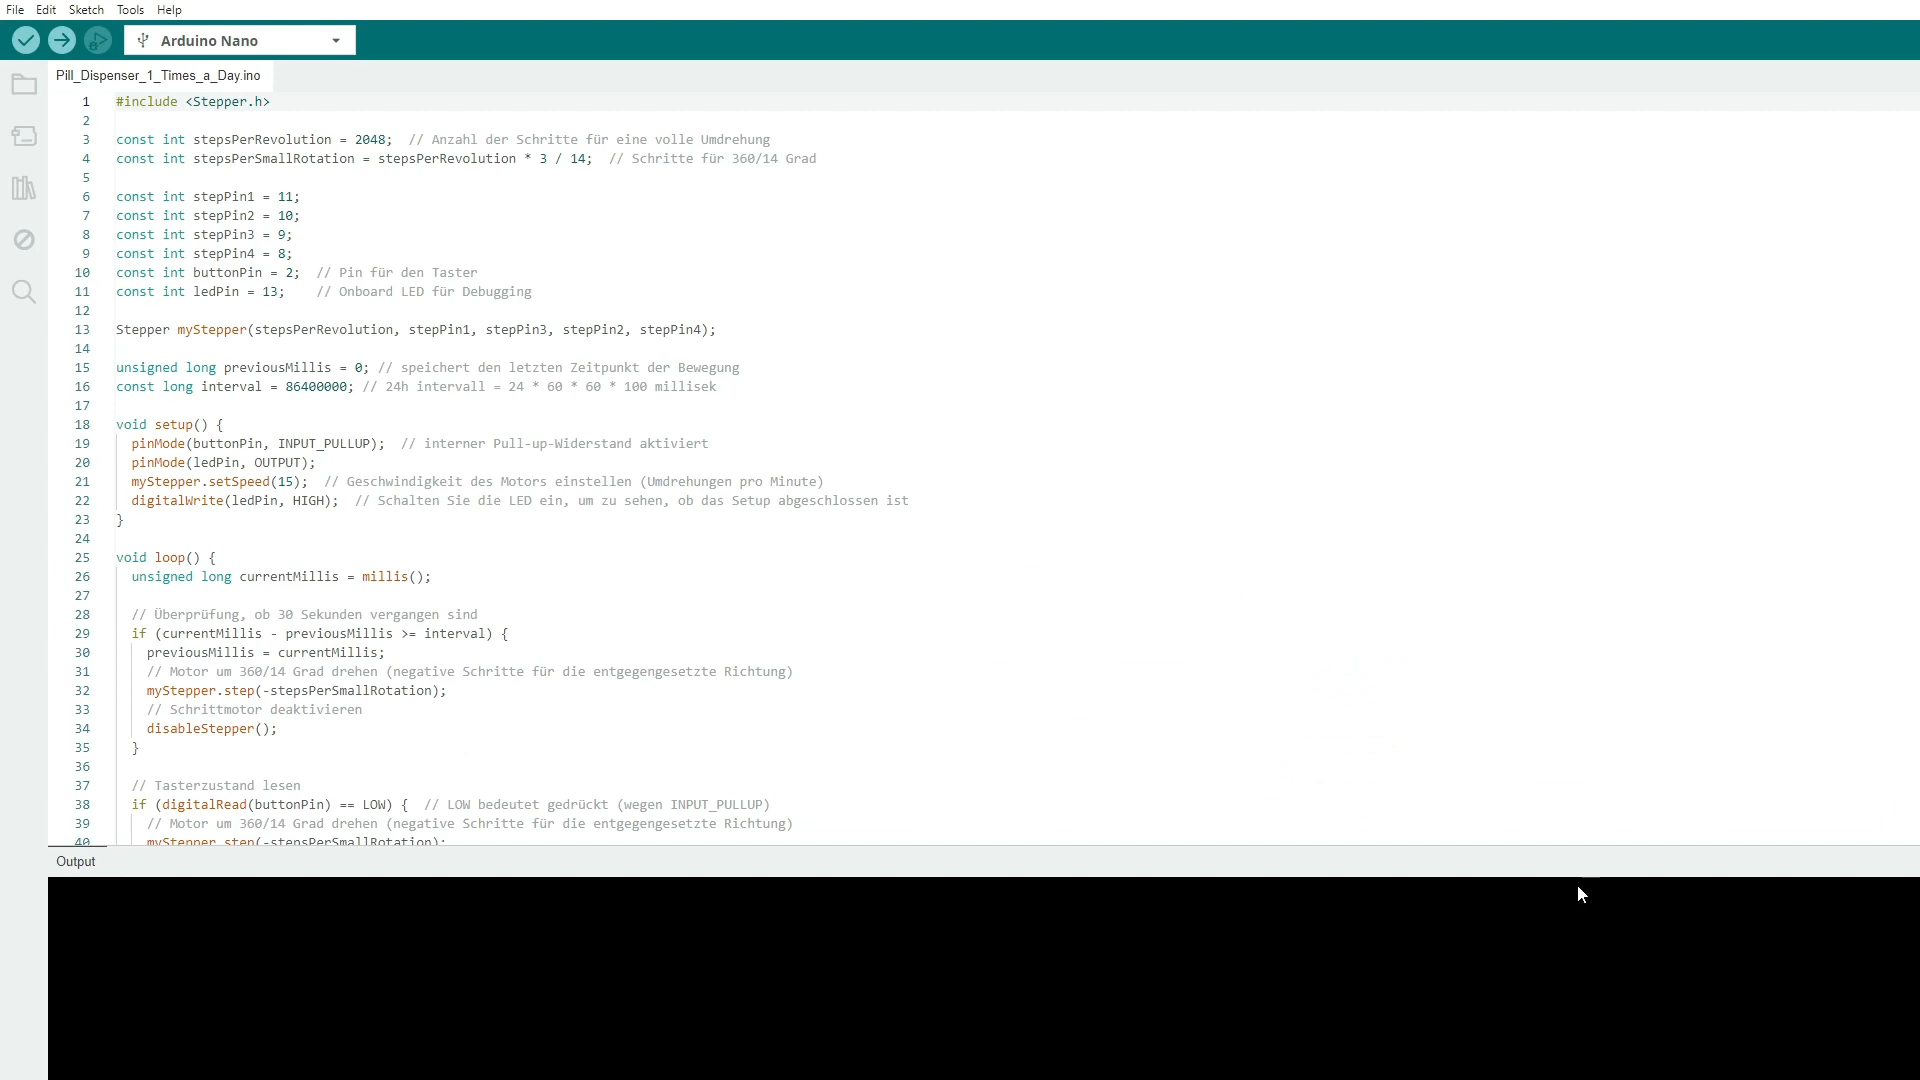 File Edit Sketch Tools Help
Arduino Nano
Pill_Dispenser_1_Times_a_Day.ino
1 #include <Stepper.h>
2
3 const int stepsPerRevolution = 2048; // Anzahl der Schritte für eine volle Umdrehung
4 const int stepsPerSmallRotation = stepsPerRevolution * 3 / 14; // Schritte für 360/14 Grad
5
6 const int stepPin1 = 11;
7 const int stepPin2 = 10;
8 const int stepPin3 = 9;
9 const int stepPin4 = 8;
10 const int buttonPin = 2; // Pin für den Taster
11 const int ledPin = 13; // Onboard LED für Debugging
12
13 Stepper myStepper(stepsPerRevolution, stepPin1, stepPin3, stepPin2, stepPin4);
14
15 unsigned long previousMillis = 0; // speichert den letzten Zeitpunkt der Bewegung
16 const long interval = 86400000; // 24h intervall = 24 * 60 * 60 * 100 millisek
17
18 void setup() {
19 pinMode(buttonPin, INPUT_PULLUP); // interner Pull-up-Widerstand aktiviert
20 pinMode(ledPin, OUTPUT);
21 myStepper.setSpeed(15); // Geschwindigkeit des Motors einstellen (Umdrehungen pro Minute)
22 digitalWrite(ledPin, HIGH); // Schalten Sie die LED ein, um zu sehen, ob das Setup abgeschlossen ist
23 }
24
25 void loop() {
26 unsigned long currentMillis = millis();
27
28 // Überprüfung, ob 30 Sekunden vergangen sind
29 if (currentMillis - previousMillis >= interval) {
30 previousMillis = currentMillis;
31 // Motor um 360/14 Grad drehen (negative Schritte für die entgegengesetzte Richtung)
32 myStepper.step(-stepsPerSmallRotation);
33 // Schrittmotor deaktivieren
34 disableStepper();
35 }
36
37 // Tasterzustand lesen
38 if (digitalRead(buttonPin) == LOW) { // LOW bedeutet gedrückt (wegen INPUT_PULLUP)
39 // Motor um 360/14 Grad drehen (negative Schritte für die entgegengesetzte Richtung)
40 myStepper.step(-stepsPerSmallRotation);
Output